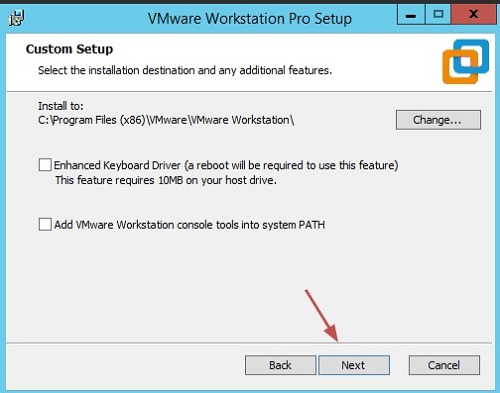 VMware Workstation Pro Setup
Custom Setup
Select the installation destination and any additional features.
Install to:
C:\Program Files (x86)\VMware\VMware Workstation\
Change...
Enhanced Keyboard Driver (a reboot will be required to use this feature)
This feature requires 10MB on your host drive.
Add VMware Workstation console tools into system PATH
Back
Next
Cancel